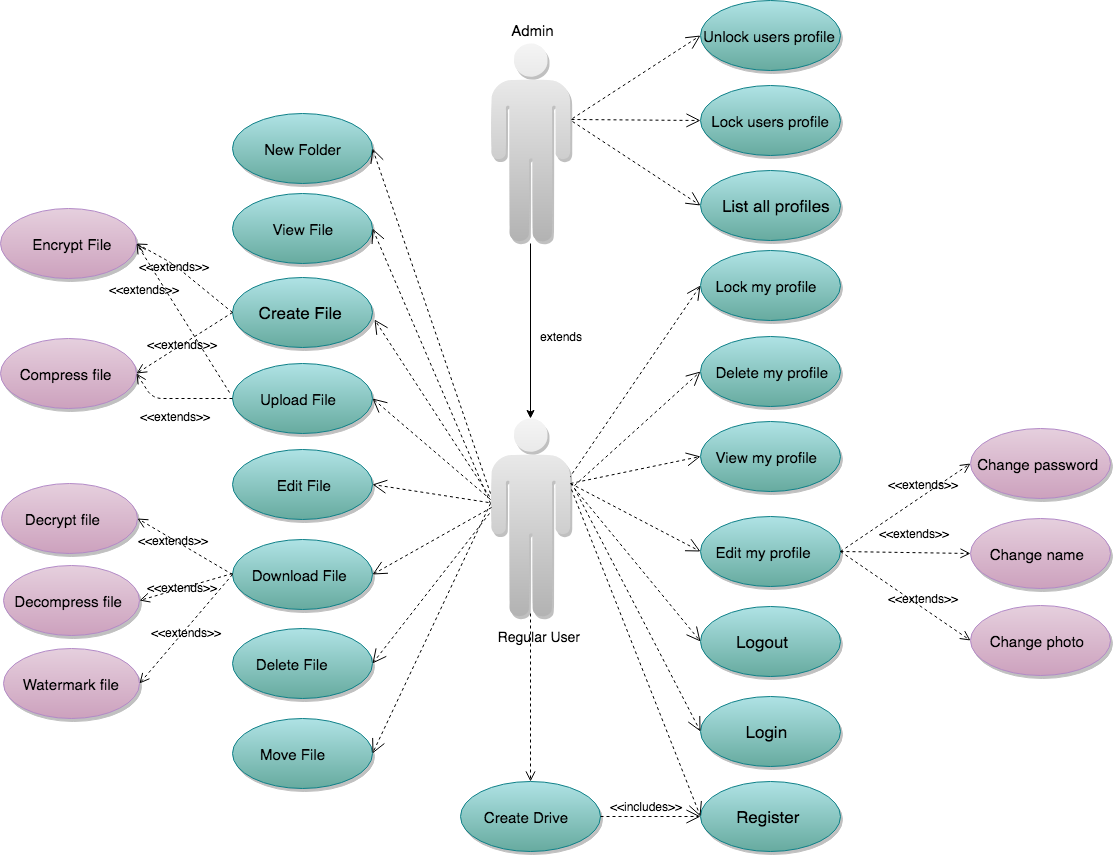 Admin
Unlock users profile
Lock users profile
List all profiles
New Folder
View File
Create File
Upload File
Edit File
Download File
Delete File
Move File
Encrypt File
<<extends>>
<<extends>>
<<extends>>
Compress file
<<extends>>
Decrypt file
<<extends>>
Decompress file
<<extends>>
<<extends>>
Watermark file
extends
Regular User
Lock my profile
Delete my profile
View my profile
Edit my profile
Logout
Login
Register
Change password
<<extends>>
<<extends>>
Change name
<<extends>>
Change photo
Create Drive
<<includes>>